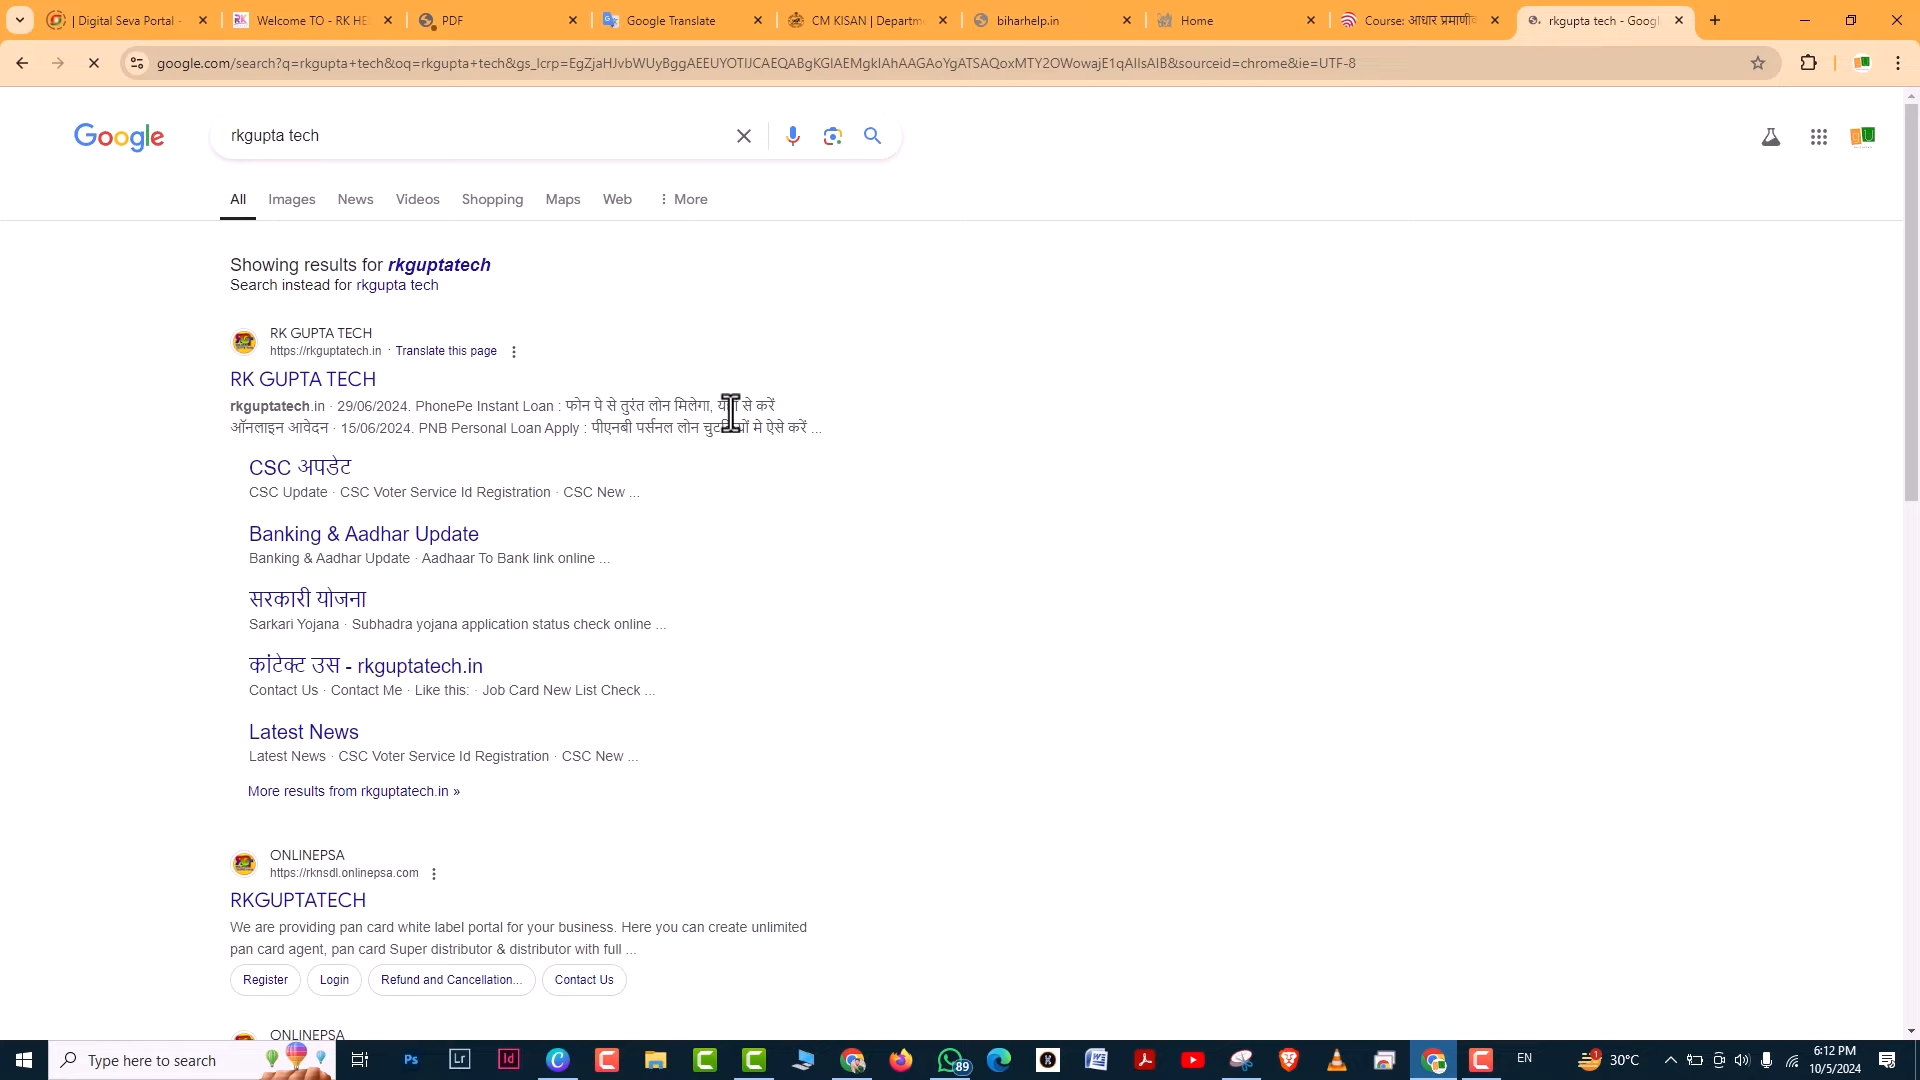 | Digital Seva Portal -
Welcome TO - RK HE
PDF
Google Translate
CM KISAN | Departm
biharhelp.in
Home
Course: आधार प्रमाणीक
rkgupta tech - Googl
google.com/search?q=rkgupta+tech&oq=rkgupta+tech&gs_lcrp=EgZjaHJvbWUyBggAEEUYOTIJCAEQABgKGIAEMgkIAhAAGAoYgATSAQoxMTY2OWowajE1qAIIsAIB&sourceid=chrome&ie=UTF-8
Google
rkgupta tech
All Images News Videos Shopping Maps Web More
Showing results for rkguptatech
Search instead for rkgupta tech
RK GUPTA TECH
https://rkguptatech.in · Translate this page
RK GUPTA TECH
rkguptatech.in · 29/06/2024. PhonePe Instant Loan : फोन पे से तुरंत लोन मिलेगा, से करें
ऑनलाइन आवेदन · 15/06/2024. PNB Personal Loan Apply : पीएनबी पर्सनल लोन मे ऐसे करें ...
CSC अपडेट
CSC Update · CSC Voter Service Id Registration · CSC New ...
Banking & Aadhar Update
Banking & Aadhar Update · Aadhaar To Bank link online ...
सरकारी योजना
Sarkari Yojana · Subhadra yojana application status check online ...
कांटेक्ट उस - rkguptatech.in
Contact Us · Contact Me · Like this: · Job Card New List Check ...
Latest News
Latest News · CSC Voter Service Id Registration · CSC New ...
More results from rkguptatech.in »
ONLINEPSA
https://rknsdl.onlinepsa.com
RKGUPTATECH
We are providing pan card white label portal for your business. Here you can create unlimited
pan card agent, pan card Super distributor & distributor with full ...
Register Login Refund and Cancellation... Contact Us
ONLINEPSA
Type here to search
Ps
Lr
Id
89
EN
30°C
6:12 PM
10/5/2024